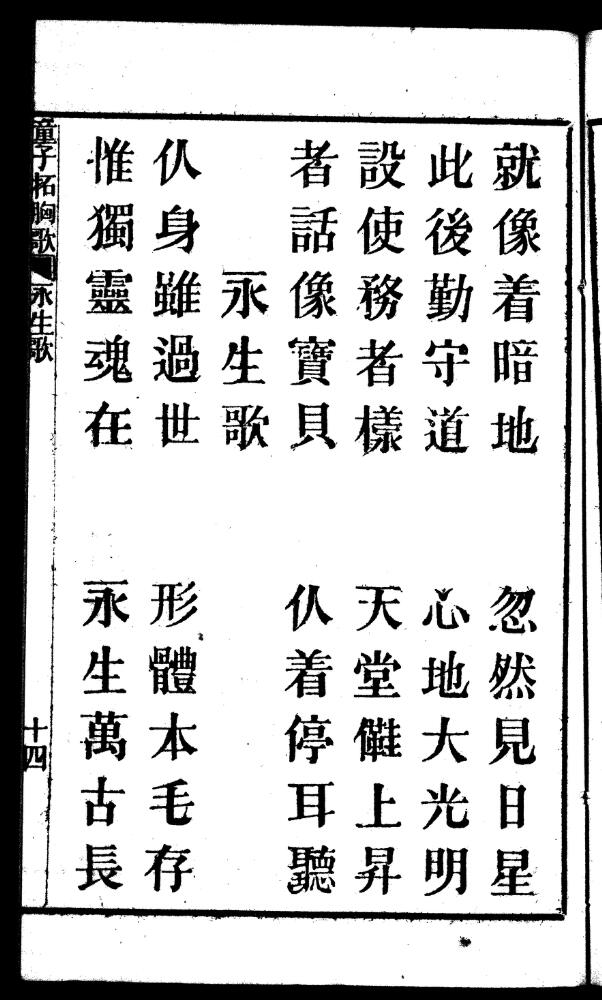 就像着暗地 忽然見日星
此後勤守道 心地大光明
設使務者樣 天堂儺上昇
者話像寶貝 仈着停耳聽
永生歌
仈身雖過世 形體本毛存
惟獨靈魂在 永生萬古長
童子拓胸歌 永生歌 十四